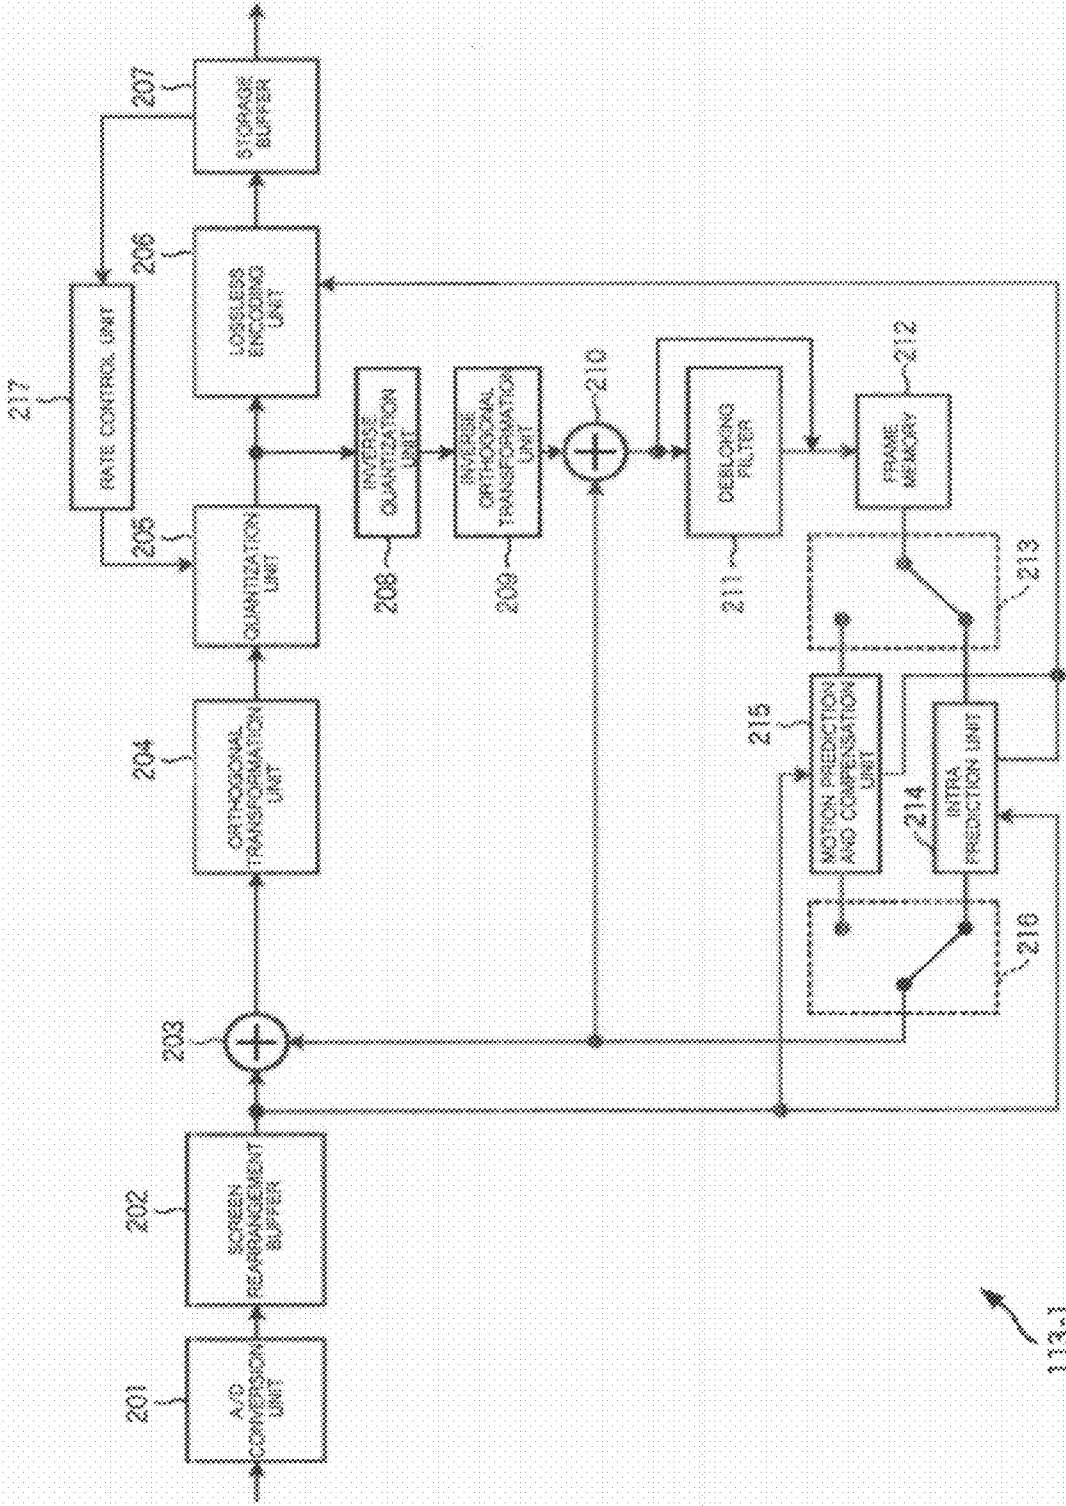 217
RATE CONTROL UNIT
201
A/D
CONVERSION
UNIT
202
SCREEN
REARRANGEMENT
BUFFER
203
204
ORTHOGONAL
TRANSFORMATION
UNIT
205
QUANTIZATION
UNIT
206
LOSSLESS
ENCODING
UNIT
207
STORAGE
BUFFER
208
INVERSE
QUANTIZATION
UNIT
209
INVERSE
ORTHOGONAL
TRANSFORMATION
UNIT
210
211
DEBLOKING
FILTER
212
FRAME
MEMORY
213
215
MOTION PREDICTION
AND COMPENSATION
UNIT
214
INTRA
PREDICTION UNIT
216
113-1